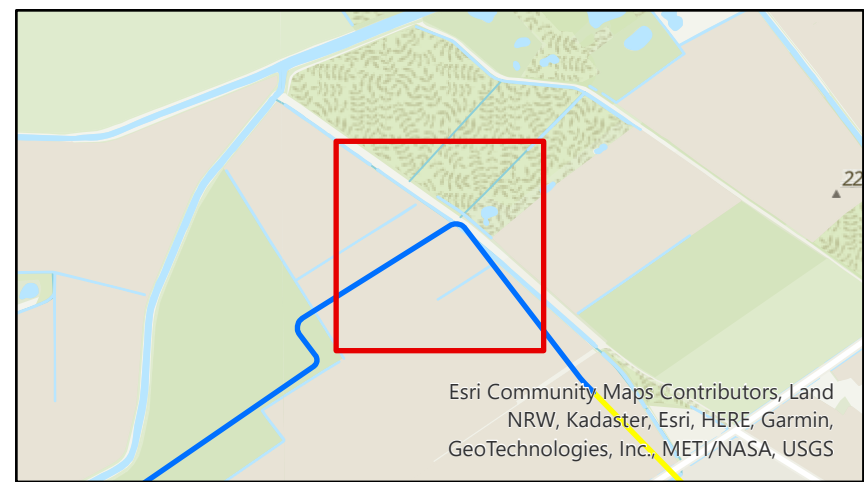 22
Esri Community Maps Contributors, Land
NRW, Kadaster, Esri, HERE, Garmin,
GeoTechnologies, Inc., METI/NASA, USGS